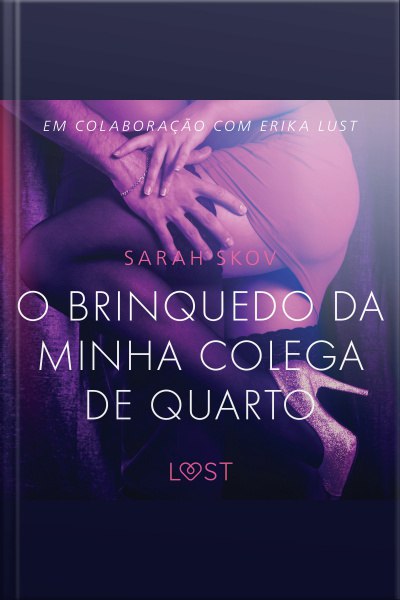 EM COLABORAÇÃO COM ERIKA LUST
SARAH SKOV
O BRINQUEDO DA
MINHA COLEGA
DE QUARTO
LUST